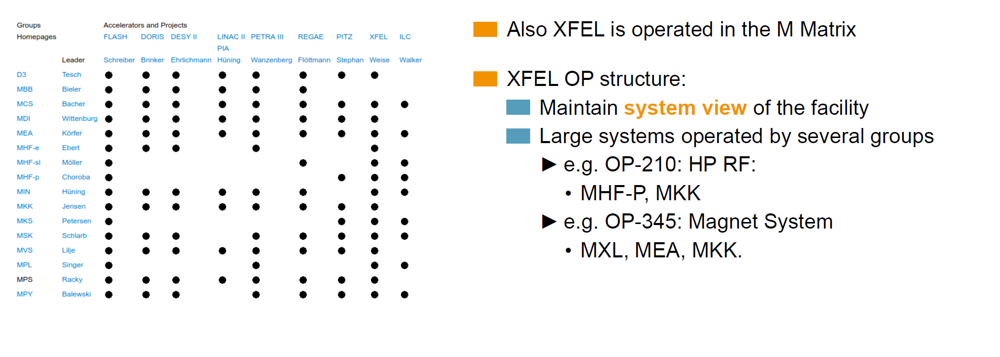 Groups Accelerators and Projects
Homepages FLASH DORIS DESY II LINAC II PETRA III REGAE PITZ XFEL ILC
PIA
Leader Schreiber Brinker Ehrlichmann Hüning Wanzenberg Flöttmann Stephan Weise Walker
D3 Tesch ● ● ● ● ● ● ● ●
MBB Bieler ● ● ● ● ● ●
MCS Bacher ● ● ● ● ● ● ● ● ●
MDI Wittenburg ● ● ● ● ● ● ● ●
MEA Körfer ● ● ● ● ● ● ● ● ●
MHF-e Ebert ● ● ● ● ●
MHF-sl Möller ● ● ● ●
MHF-p Choroba ● ● ● ●
MIN Hüning ● ● ● ● ● ● ● ●
MKK Jensen ● ● ● ● ● ● ● ●
MKS Petersen ● ● ● ●
MSK Schlarb ● ● ● ● ● ● ● ●
MVS Lilje ● ● ● ● ● ● ● ●
MPL Singer ● ● ● ●
MPS Racky ● ● ● ● ● ● ● ●
MPY Balewski ● ● ● ● ● ● ● ●
Also XFEL is operated in the M Matrix
XFEL OP structure:
Maintain system view of the facility
Large systems operated by several groups
► e.g. OP-210: HP RF:
• MHF-P, MKK
► e.g. OP-345: Magnet System
• MXL, MEA, MKK.